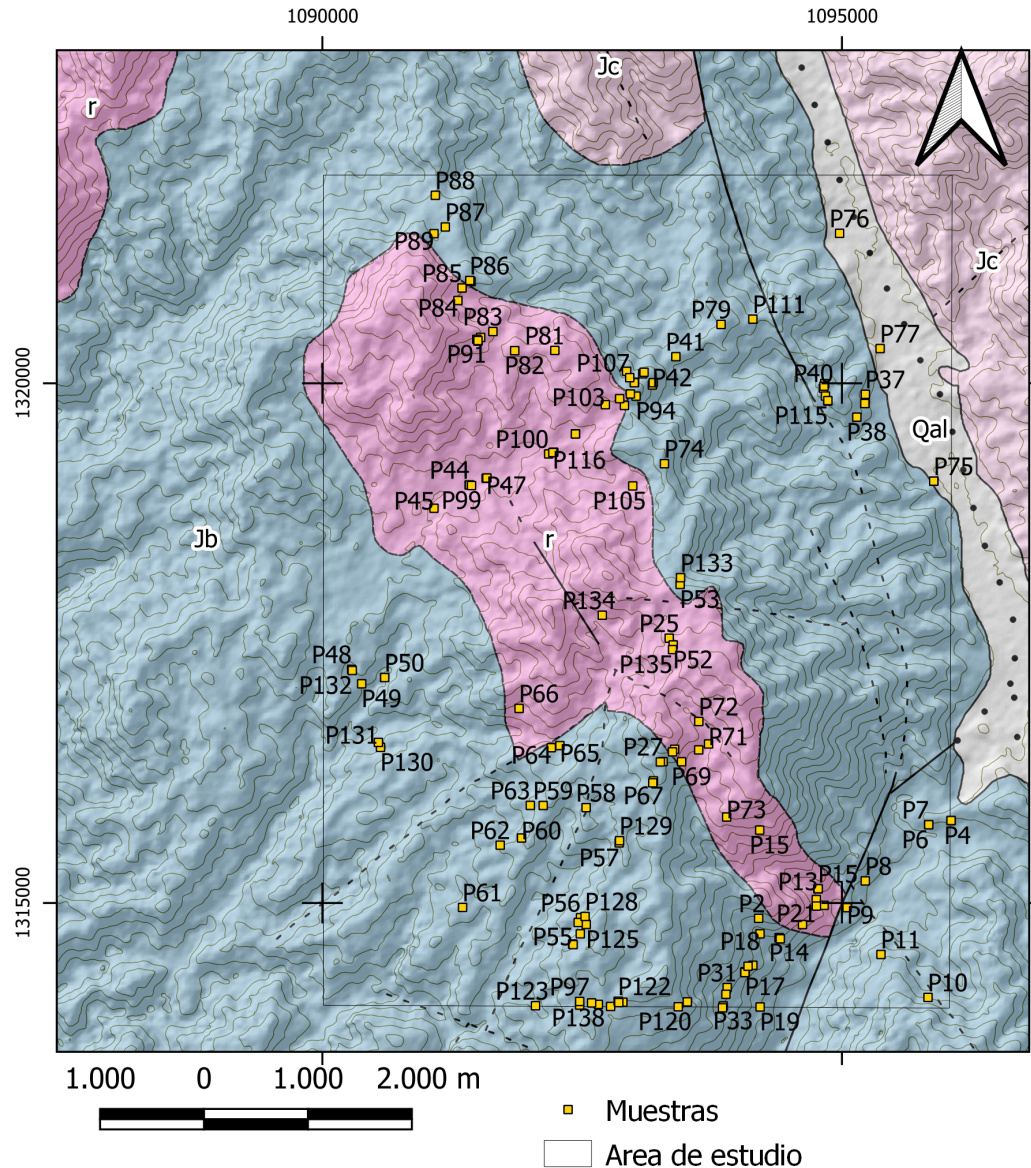 1090000 1095000
Jc
r
P88
P87
P76
P89
Jc
P85 P86
P84
P79 P111
P83
P81
P77
P41
P91
P82
P107
1320000
P42
P40
P37
P103
P94
P115
P38
Qal
P100
P116
P74
P75
P44
P47
P45 P99
P105
Jb
r
P133
P53
P134
P25
P48
P50
P135 P52
P132
P49
P66
P72
P131
P130
P71
P64 P65
P27
P69
P67
P63 P59 P58
P73
P7
P6 P4
P62 P60
P129
P15
P57
P8
P13 P15
P61
P56 P128
P2
P21
P9
1315000
P55 P125
P18
P14
P11
P31
P17
P10
P123 P97 P122
P138
P120
P33 P19
1.000 0 1.000 2.000 m
Muestras
Area de estudio